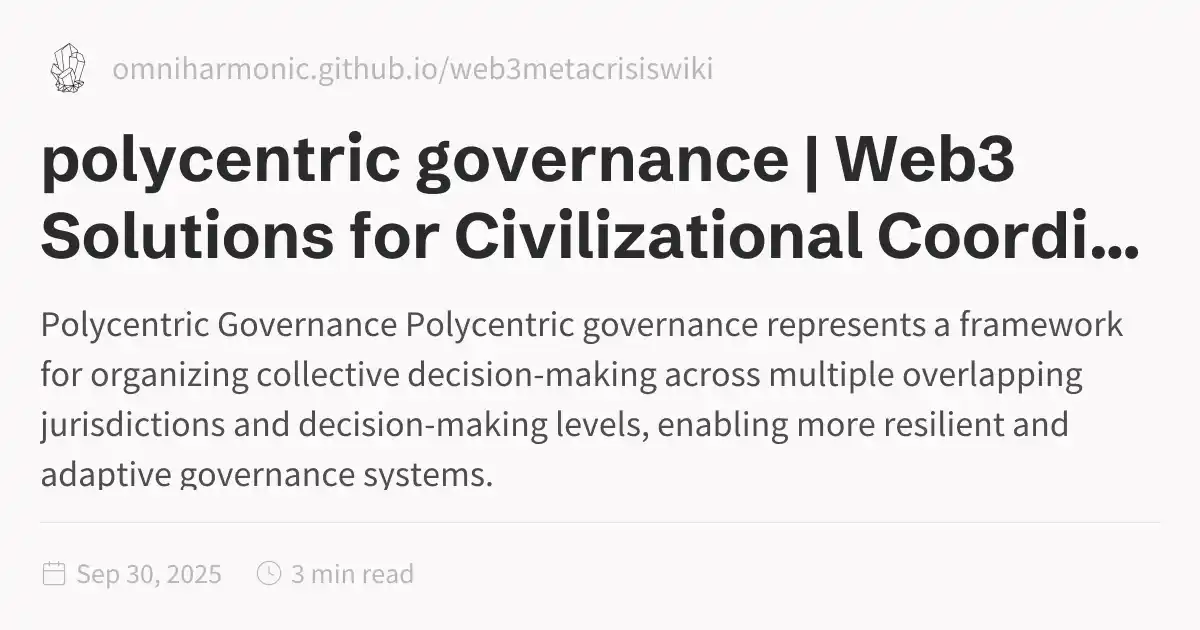 omniharmonic.github.io/web3metacrisiswiki
polycentric governance | Web3
Solutions for Civilizational Coordi...
Polycentric Governance Polycentric governance represents a framework
for organizing collective decision-making across multiple overlapping
jurisdictions and decision-making levels, enabling more resilient and
adaptive governance systems.
Sep 30, 2025 3 min read